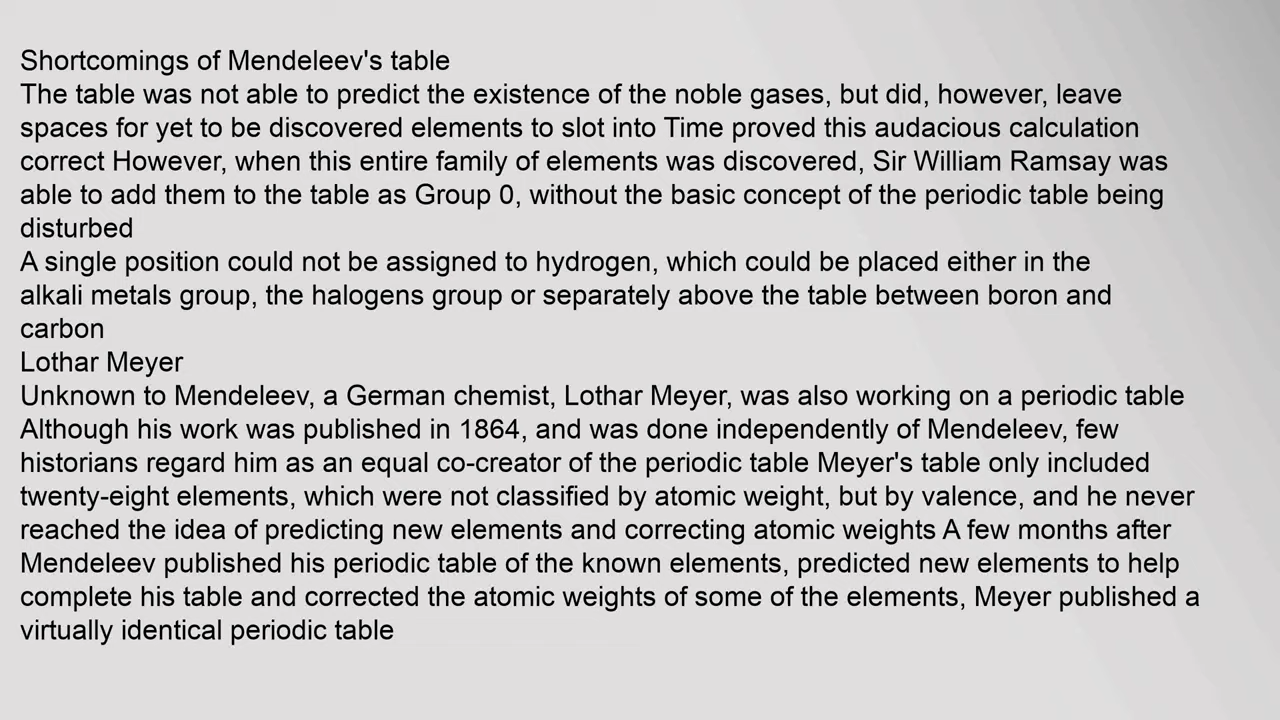 Shortcomings of Mendeleev's table
The table was not able to predict the existence of the noble gases, but did, however, leave
spaces for yet to be discovered elements to slot into Time proved this audacious calculation
correct However, when this entire family of elements was discovered, Sir William Ramsay was
able to add them to the table as Group 0, without the basic concept of the periodic table being
disturbed
A single position could not be assigned to hydrogen, which could be placed either in the
alkali metals group, the halogens group or separately above the table between boron and
carbon
Lothar Meyer
Unknown to Mendeleev, a German chemist, Lothar Meyer, was also working on a periodic table
Although his work was published in 1864, and was done independently of Mendeleev, few
historians regard him as an equal co-creator of the periodic table Meyer's table only included
twenty-eight elements, which were not classified by atomic weight, but by valence, and he never
reached the idea of predicting new elements and correcting atomic weights A few months after
Mendeleev published his periodic table of the known elements, predicted new elements to help
complete his table and corrected the atomic weights of some of the elements, Meyer published a
virtually identical periodic table